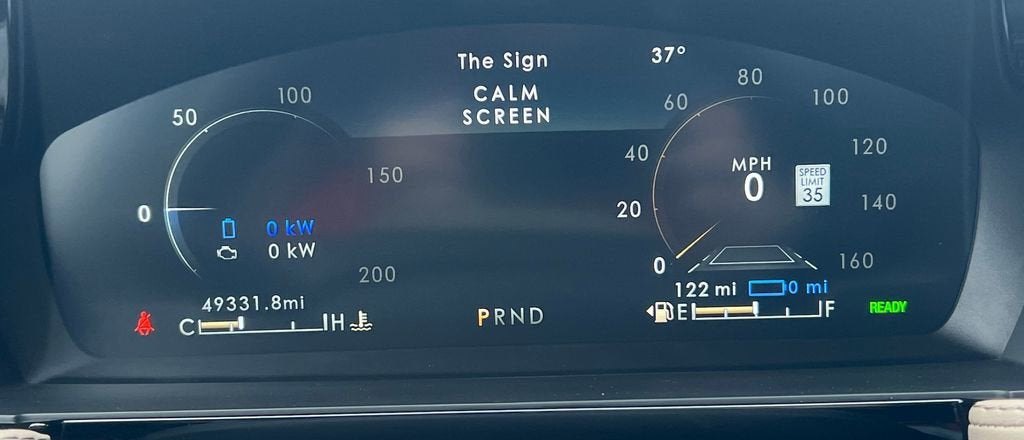 The Sign
37°
CALM
SCREEN
0
50
100
150
200
0 kW
0 kW
0
20
40
60
80
100
120
140
160
MPH
0
SPEED
LIMIT
35
49331.8mi
C H
PRND
122 mi 0 mi
E F
READY